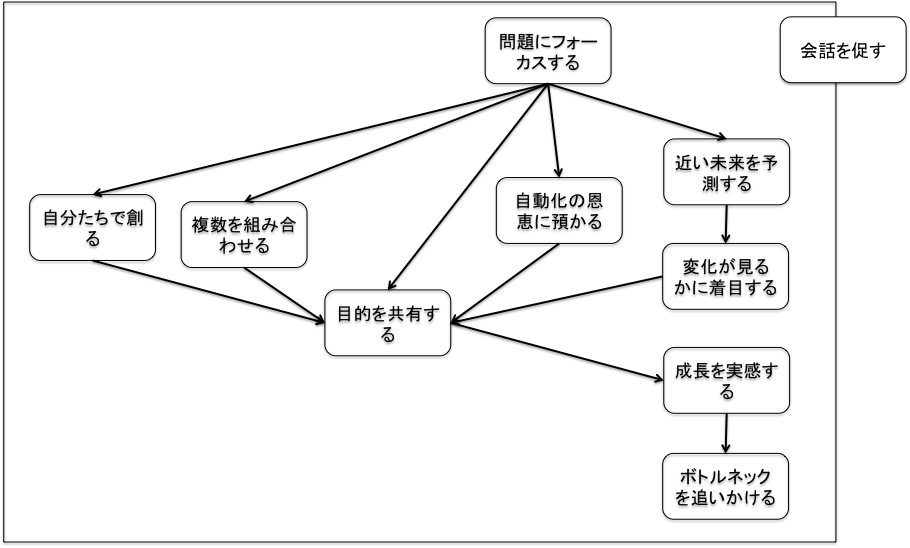 問題にフォー
カスする
会話を促す
近い未来を予
測する
自動化の恩
恵に預かる
自分たちで創
る
複数を組み合
わせる
変化が見る
かに着目する
目的を共有す
る
成長を実感す
る
ボトルネック
を追いかける